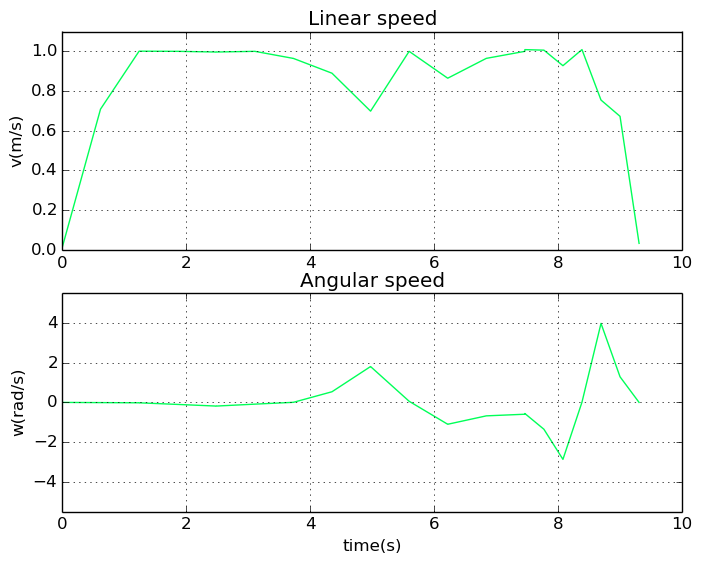 Linear speed
1.0
0.8
0.6
0.4
0.2
0.0
v(m/s)
0 2 4 6 8 10
Angular speed
4
2
0
−2
−4
w(rad/s)
0 2 4 6 8 10
time(s)